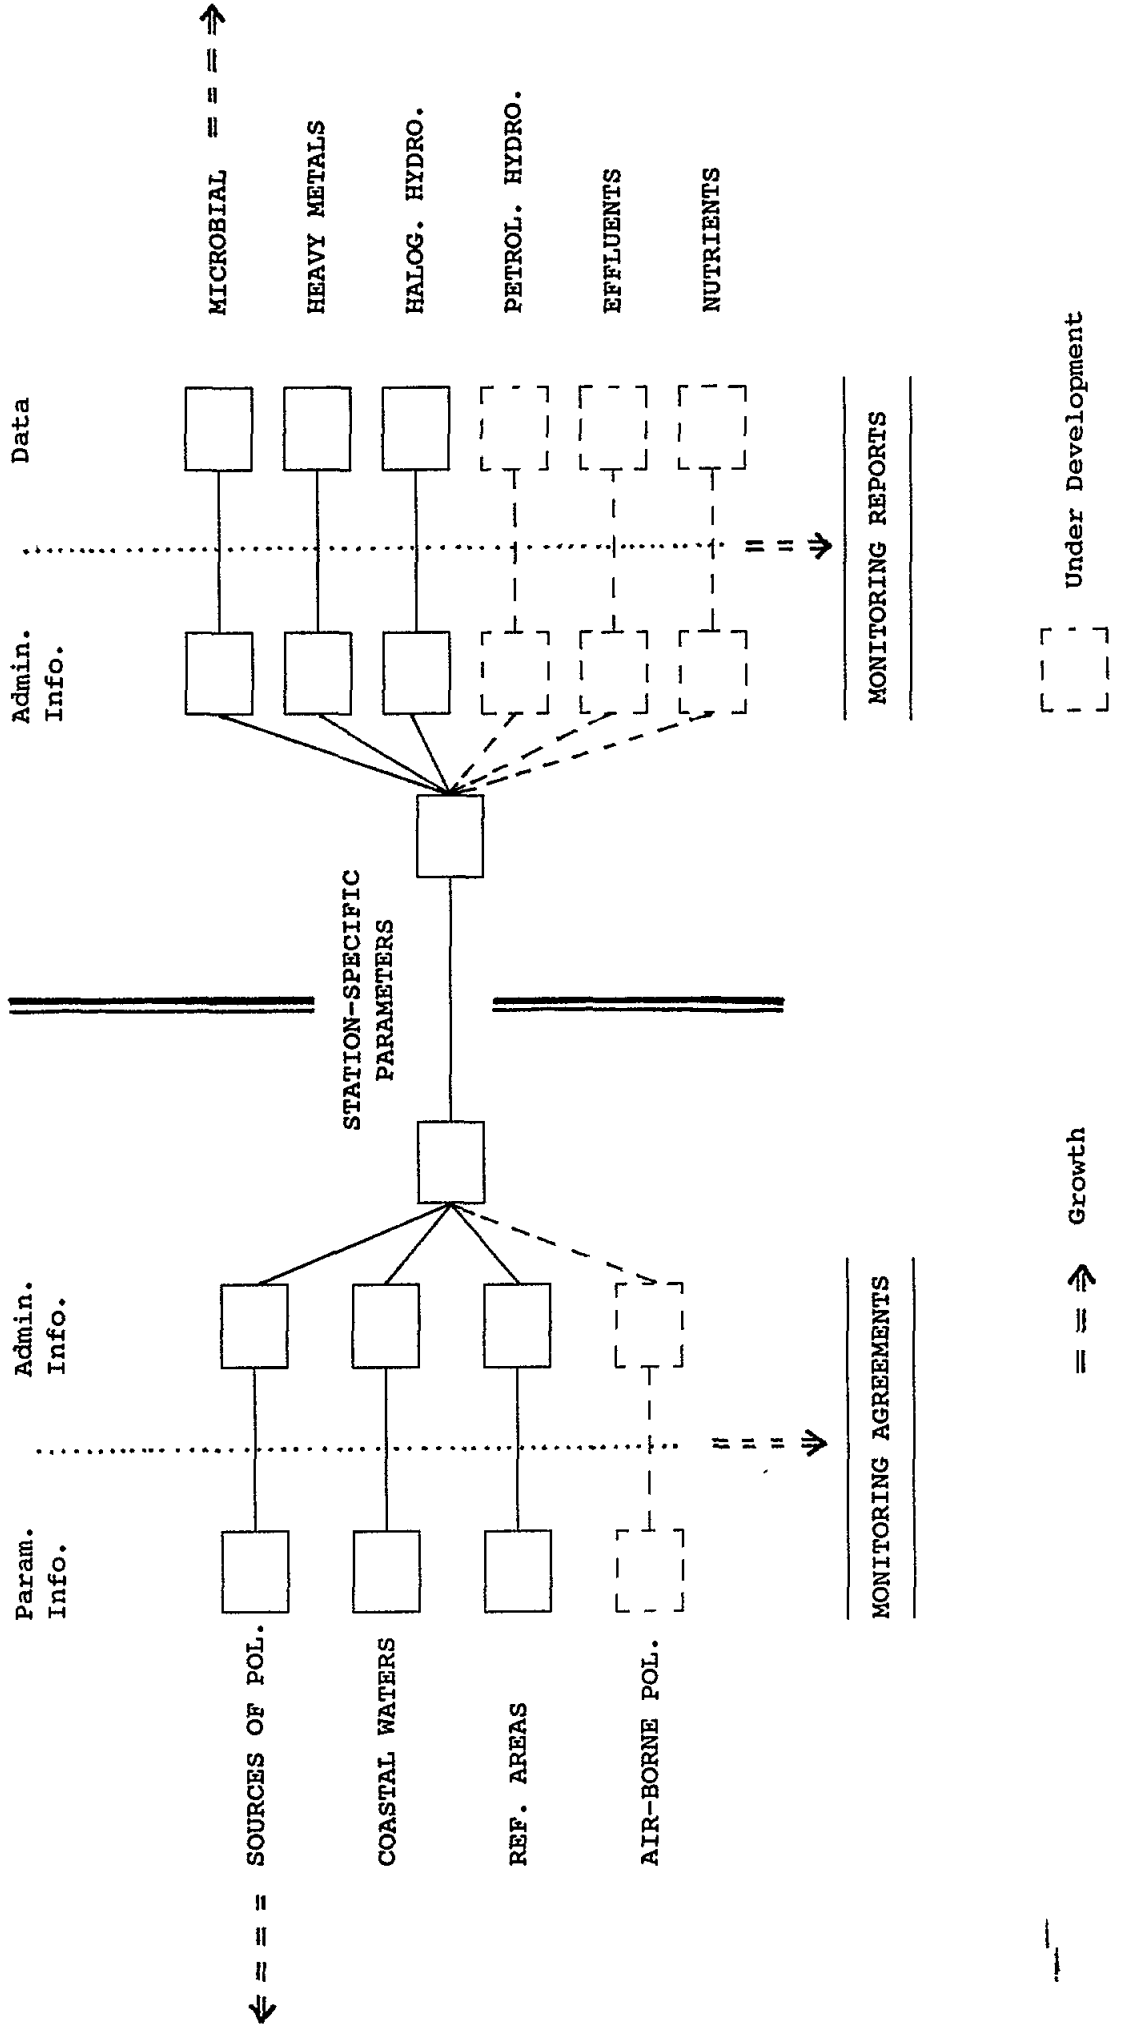 Param.
Info.
Admin.
Info.
Admin.
Info.
Data
SOURCES OF POL.
COASTAL WATERS
REF. AREAS
AIR-BORNE POL.
STATION-SPECIFIC
PARAMETERS
MICROBIAL
HEAVY METALS
HALOG. HYDRO.
PETROL. HYDRO.
EFFLUENTS
NUTRIENTS
MONITORING AGREEMENTS
MONITORING REPORTS
Growth
Under Development